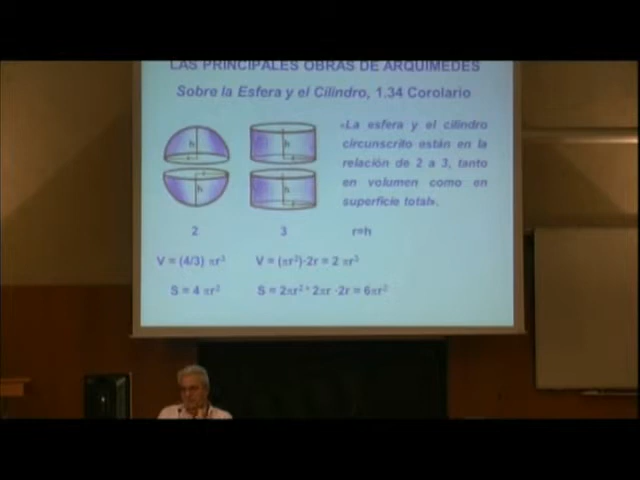 LAS PRINCIPALES OBRAS DE ARQUÍMEDES
Sobre la Esfera y el Cilindro, 1.34 Corolario
«La esfera y el cilindro
circunscrito están en la
relación de 2 a 3, tanto
en volumen como en
superficie total».
h
r
h
h
h
2 3 r=h
V = (4/3) πr³ V = (πr²)·2r = 2 πr³
S = 4 πr² S = 2πr² + 2πr ·2r = 6πr²